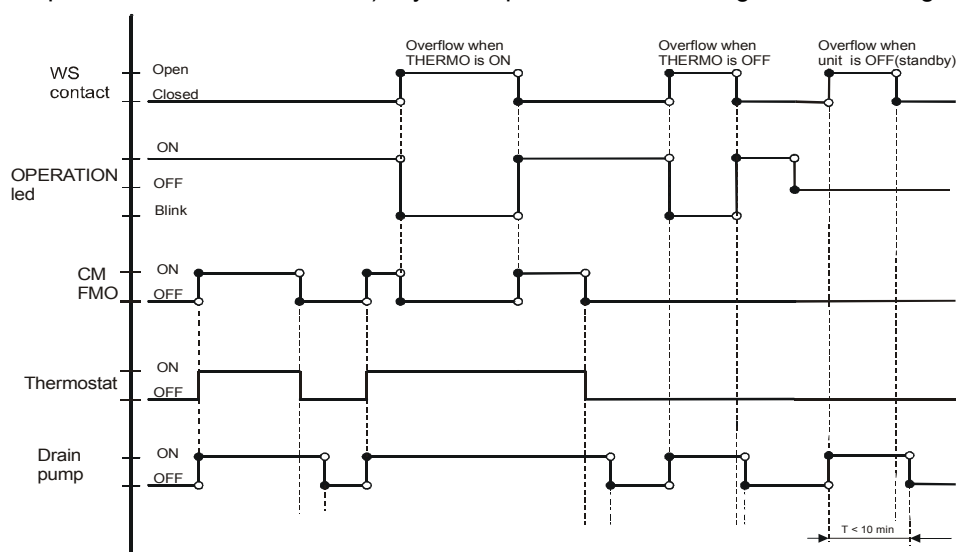 Overflow when
THERMO is ON
Overflow when
THERMO is OFF
Overflow when
unit is OFF(standby)
WS
contact
Open
Closed
OPERATION
led
ON
OFF
Blink
CM
FMO
ON
OFF
Thermostat
ON
OFF
Drain
pump
ON
OFF
T < 10 min